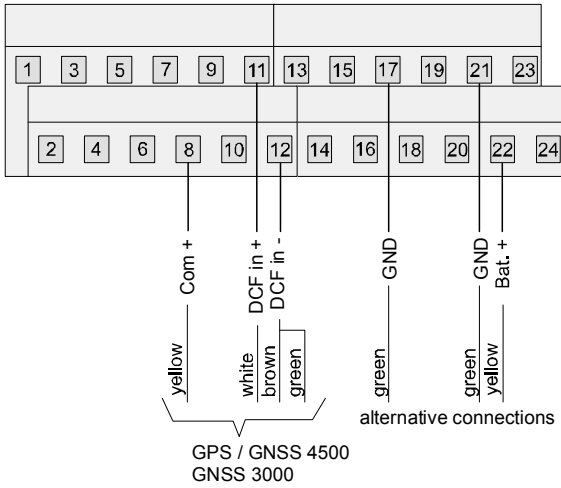 1 3 5 7 9 11 13 15 17 19 21 23
2 4 6 8 10 12 14 16 18 20 22 24
Com +
DCF in +
DCF in -
GND
GND
Bat. +
yellow
white
brown
green
green
green
yellow
alternative connections
GPS / GNSS 4500
GNSS 3000